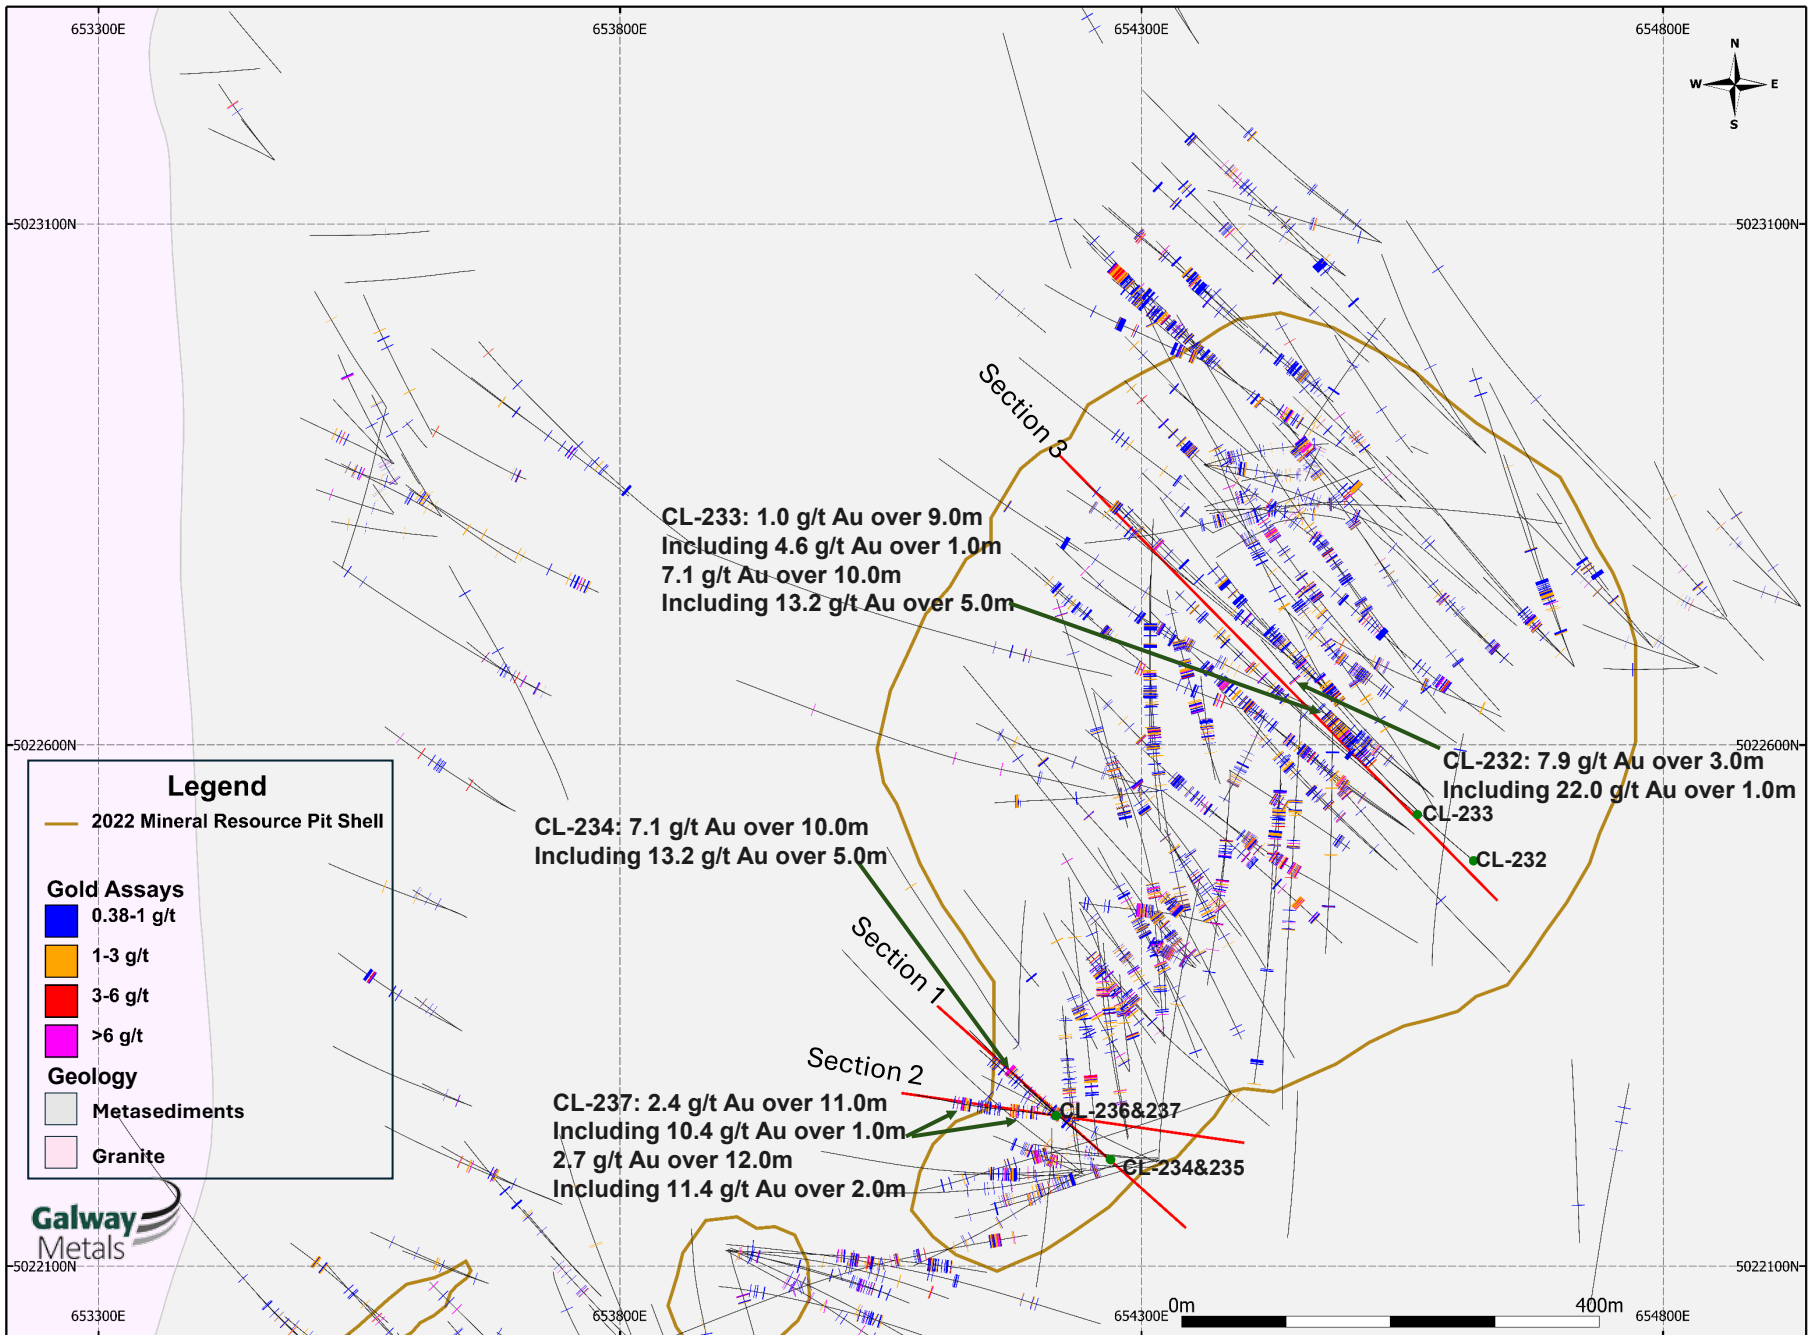 653300E
653800E
654300E
654800E
N
W
E
S
5023100N
5023100N
Section 3
CL-233: 1.0 g/t Au over 9.0m
Including 4.6 g/t Au over 1.0m
7.1 g/t Au over 10.0m
Including 13.2 g/t Au over 5.0m
5022600N
5022600N
CL-232: 7.9 g/t Au over 3.0m
Including 22.0 g/t Au over 1.0m
CL-233
CL-232
CL-234: 7.1 g/t Au over 10.0m
Including 13.2 g/t Au over 5.0m
Section 1
Section 2
CL-237: 2.4 g/t Au over 11.0m
Including 10.4 g/t Au over 1.0m
2.7 g/t Au over 12.0m
Including 11.4 g/t Au over 2.0m
CL-236&237
CL-234&235
Legend
2022 Mineral Resource Pit Shell
Gold Assays
0.38-1 g/t
1-3 g/t
3-6 g/t
>6 g/t
Geology
Metasediments
Granite
Galway
Metals
5022100N
5022100N
653300E
653800E
654300E
654800E
0m
400m